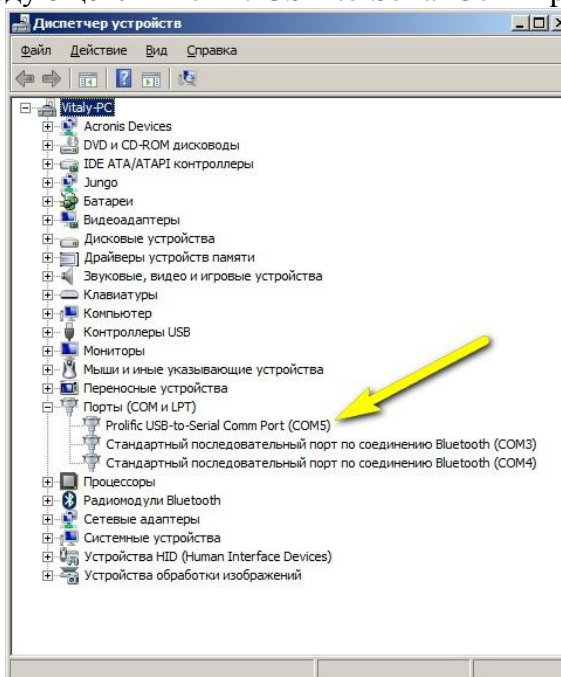 Диспетчер устройств
Файл Действие Вид Справка
Vitaly-PC
Acronis Devices
DVD и CD-ROM дисководы
IDE ATA/ATAPI контроллеры
Jungo
Батареи
Видеоадаптеры
Дисковые устройства
Драйверы устройств памяти
Звуковые, видео и игровые устройства
Клавиатуры
Компьютер
Контроллеры USB
Мониторы
Мыши и иные указывающие устройства
Переносные устройства
Порты (COM и LPT)
Prolific USB-to-Serial Comm Port (COM5)
Стандартный последовательный порт по соединению Bluetooth (COM3)
Стандартный последовательный порт по соединению Bluetooth (COM4)
Процессоры
Радиомодули Bluetooth
Сетевые адаптеры
Системные устройства
Устройства HID (Human Interface Devices)
Устройства обработки изображений